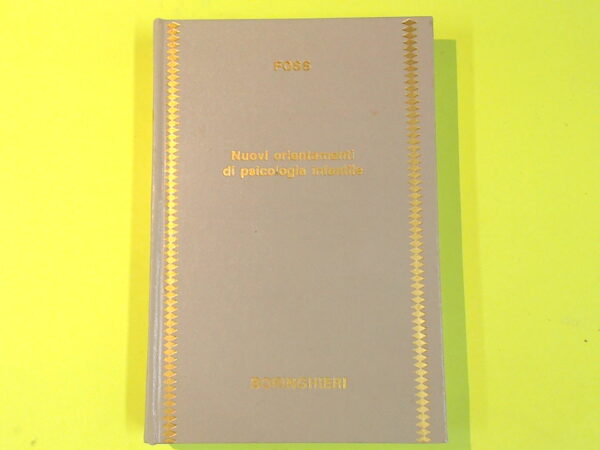 FOSS
Nuovi orientamenti
di psicologia infantile
BORINGHIERI